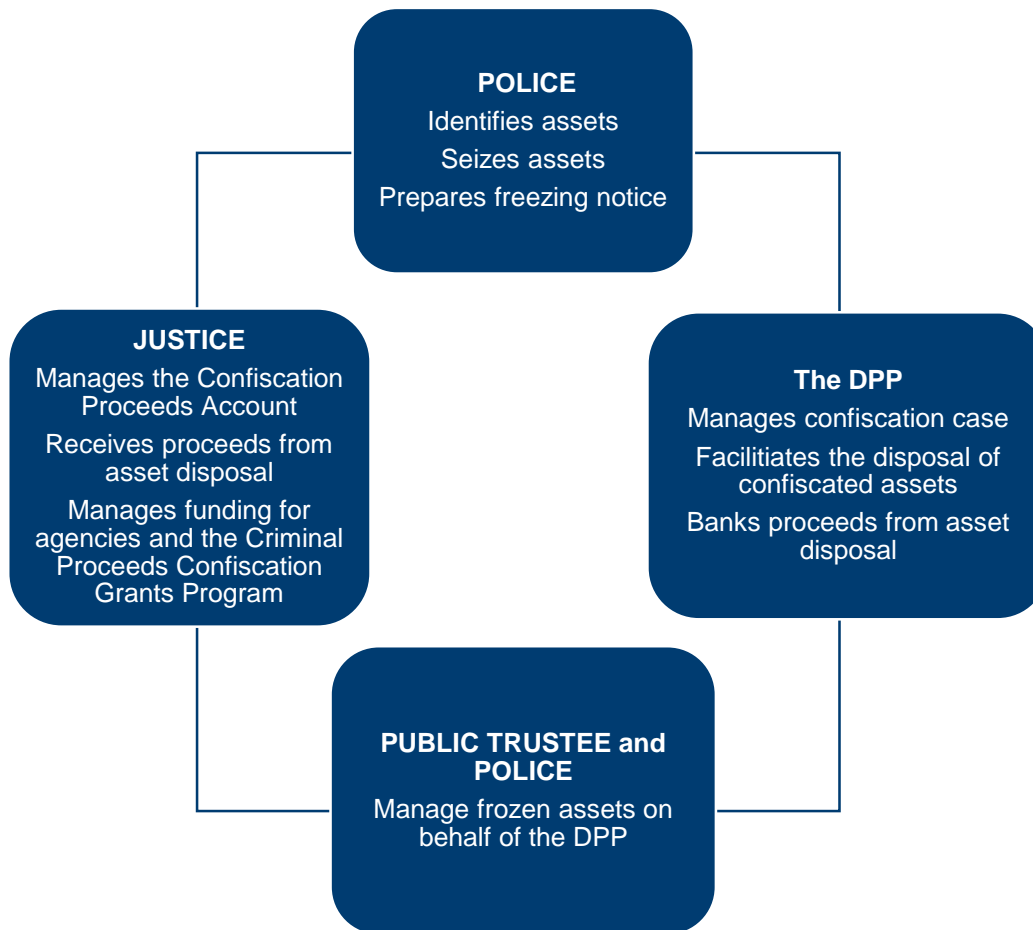 POLICE
Identifies assets
Seizes assets
Prepares freezing notice
JUSTICE
Manages the Confiscation
Proceeds Account
Receives proceeds from
asset disposal
Manages funding for
agencies and the Criminal
Proceeds Confiscation
Grants Program
The DPP
Manages confiscation case
Facilitiates the disposal of
confiscated assets
Banks proceeds from asset
disposal
PUBLIC TRUSTEE and
POLICE
Manage frozen assets on
behalf of the DPP